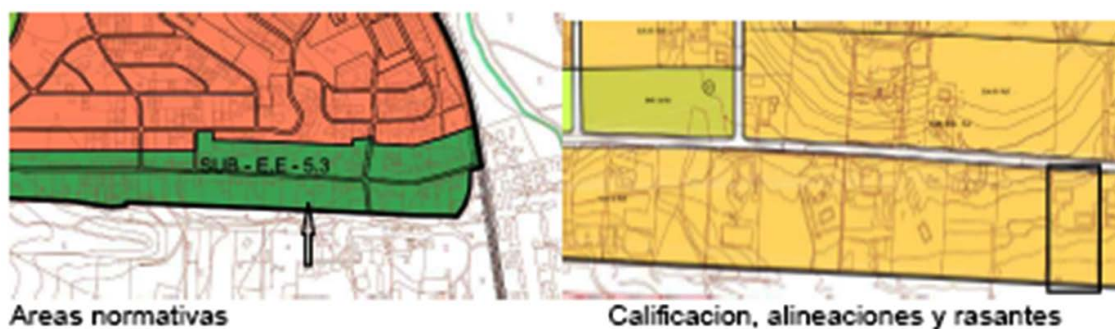 SUB - E.E - 5.3
Areas normativas
Calificacion, alineaciones y rasantes